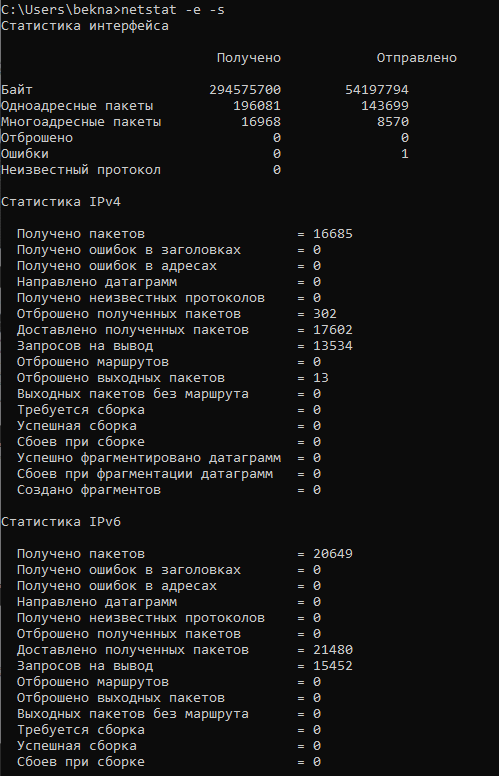 C:\Users\bekna>netstat -e -s
Статистика интерфейса
Получено Отправлено
Байт 294575700 54197794
Одноадресные пакеты 196081 143699
Многоадресные пакеты 16968 8570
Отброшено 0 0
Ошибки 0 1
Неизвестный протокол 0
Статистика IPv4
Получено пакетов = 16685
Получено ошибок в заголовках = 0
Получено ошибок в адресах = 0
Направлено датаграмм = 0
Получено неизвестных протоколов = 0
Отброшено полученных пакетов = 302
Доставлено полученных пакетов = 17602
Запросов на вывод = 13534
Отброшено маршрутов = 0
Отброшено выходных пакетов = 13
Выходных пакетов без маршрута = 0
Требуется сборка = 0
Успешная сборка = 0
Сбоев при сборке = 0
Успешно фрагментировано датаграмм = 0
Сбоев при фрагментации датаграмм = 0
Создано фрагментов = 0
Статистика IPv6
Получено пакетов = 20649
Получено ошибок в заголовках = 0
Получено ошибок в адресах = 0
Направлено датаграмм = 0
Получено неизвестных протоколов = 0
Отброшено полученных пакетов = 0
Доставлено полученных пакетов = 21480
Запросов на вывод = 15452
Отброшено маршрутов = 0
Отброшено выходных пакетов = 0
Выходных пакетов без маршрута = 0
Требуется сборка = 0
Успешная сборка = 0
Сбоев при сборке = 0